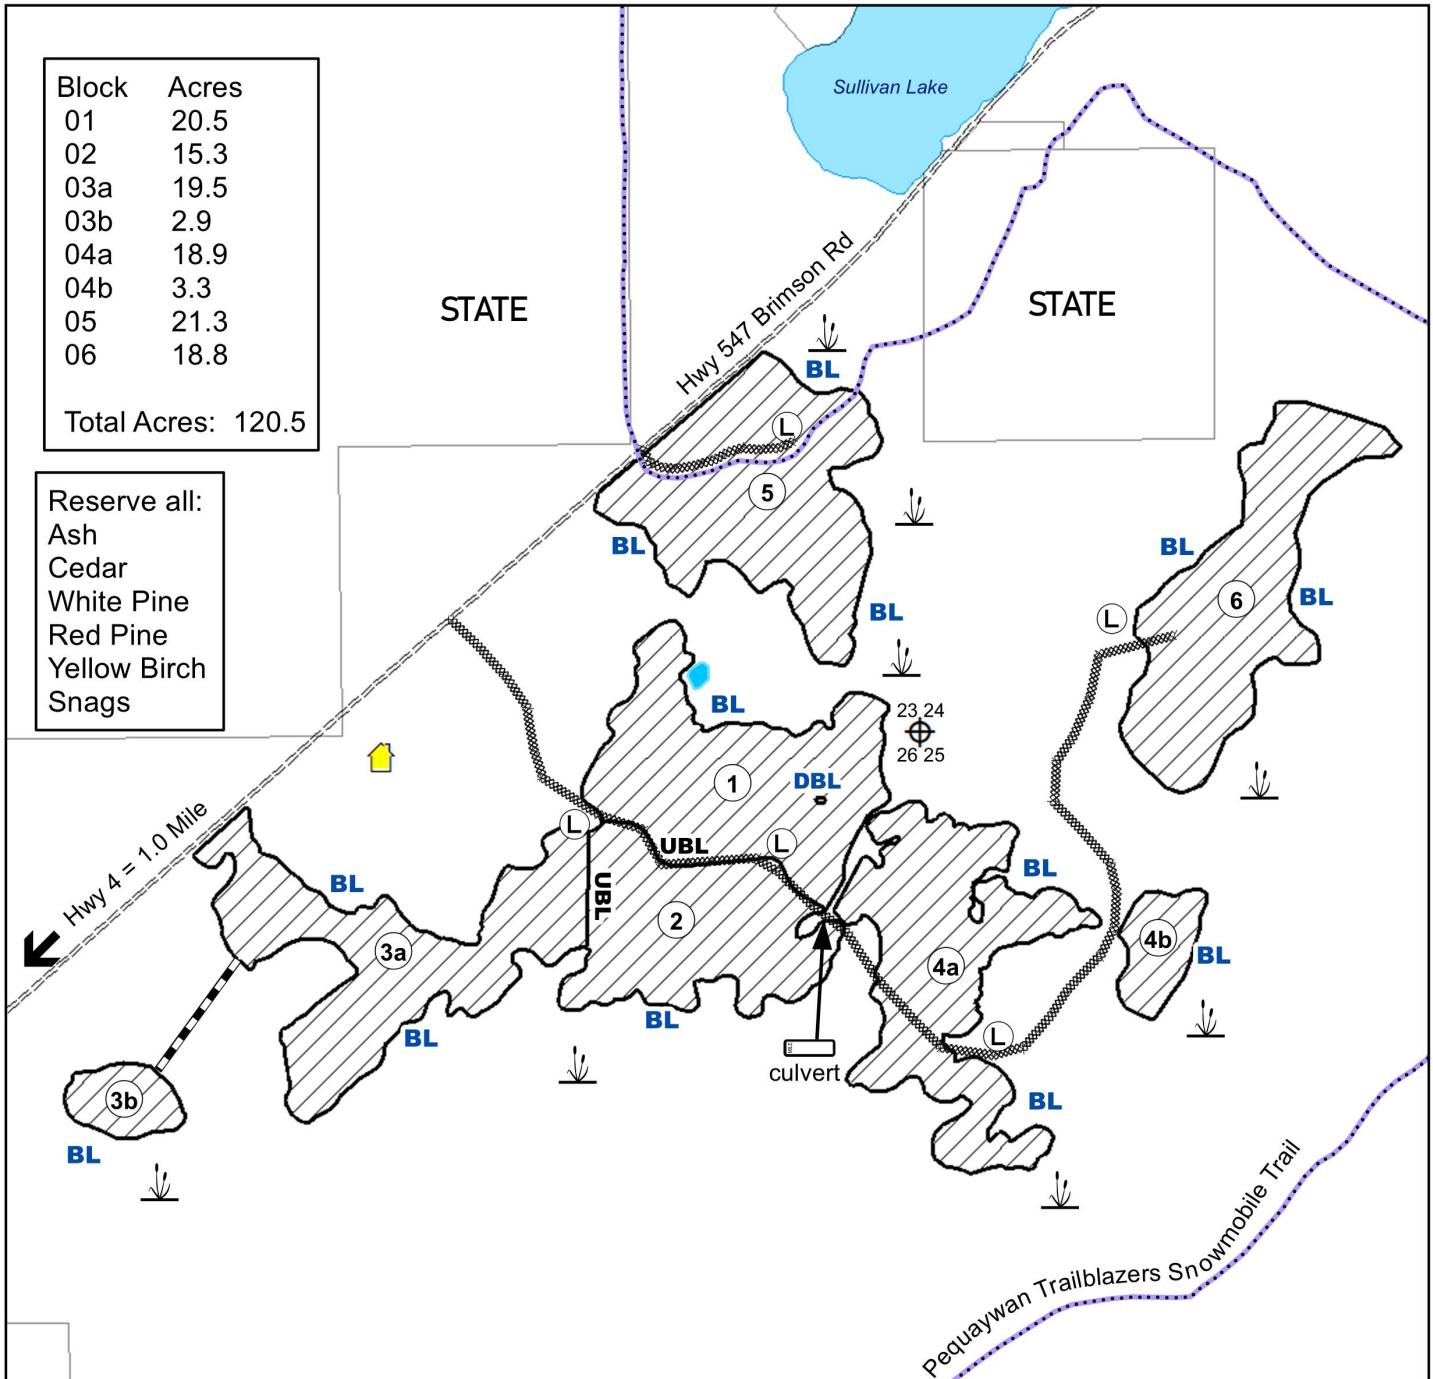 Block Acres
01 20.5
02 15.3
03a 19.5
03b 2.9
04a 18.9
04b 3.3
05 21.3
06 18.8
Total Acres: 120.5
Reserve all:
Ash
Cedar
White Pine
Red Pine
Yellow Birch
Snags
Sullivan Lake
STATE
STATE
Hwy 547 Brimson Rd
BL
L
5
BL
BL
BL
6
BL
L
BL
23 24
26 25
1
DBL
L
UBL
L
UBL
2
Hwy 4 = 1.0 Mile
BL
3a
BL
BL
BL
4a
4b
BL
L
culvert
3b
BL
BL
Pequaywan Trailblazers Snowmobile Trail